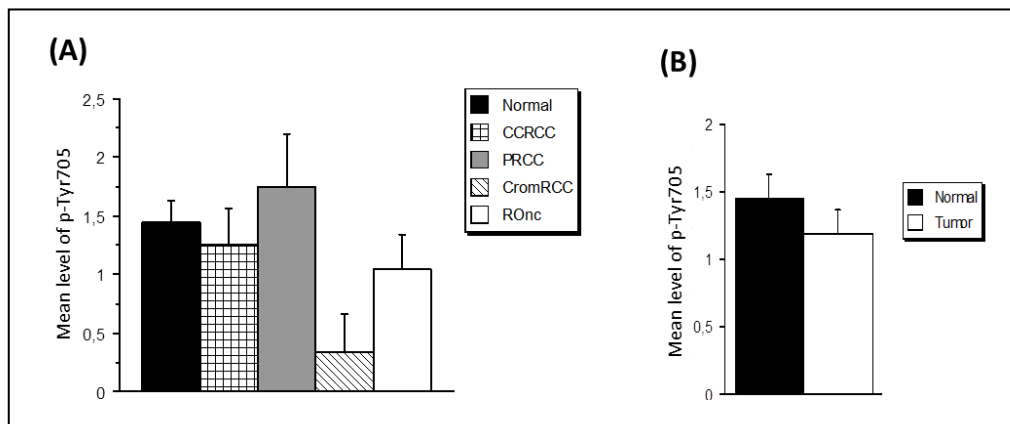 (A)
Mean level of p-Tyr705
2,5
2
1,5
1
0,5
0
Normal
CCRCC
PRCC
CromRCC
ROnc
(B)
Mean level of p-Tyr705
2
1,5
1
0,5
0
Normal
Tumor